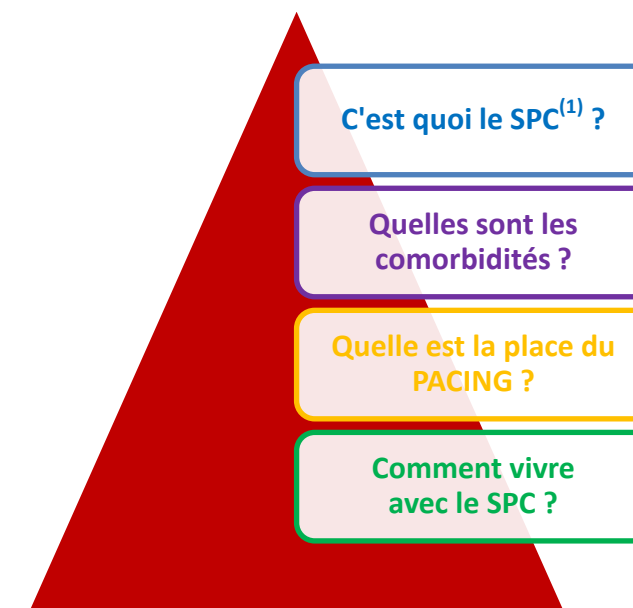 C'est quoi le SPC(1) ?
Quelles sont les
comorbidités ?
Quelle est la place du
PACING ?
Comment vivre
avec le SPC ?